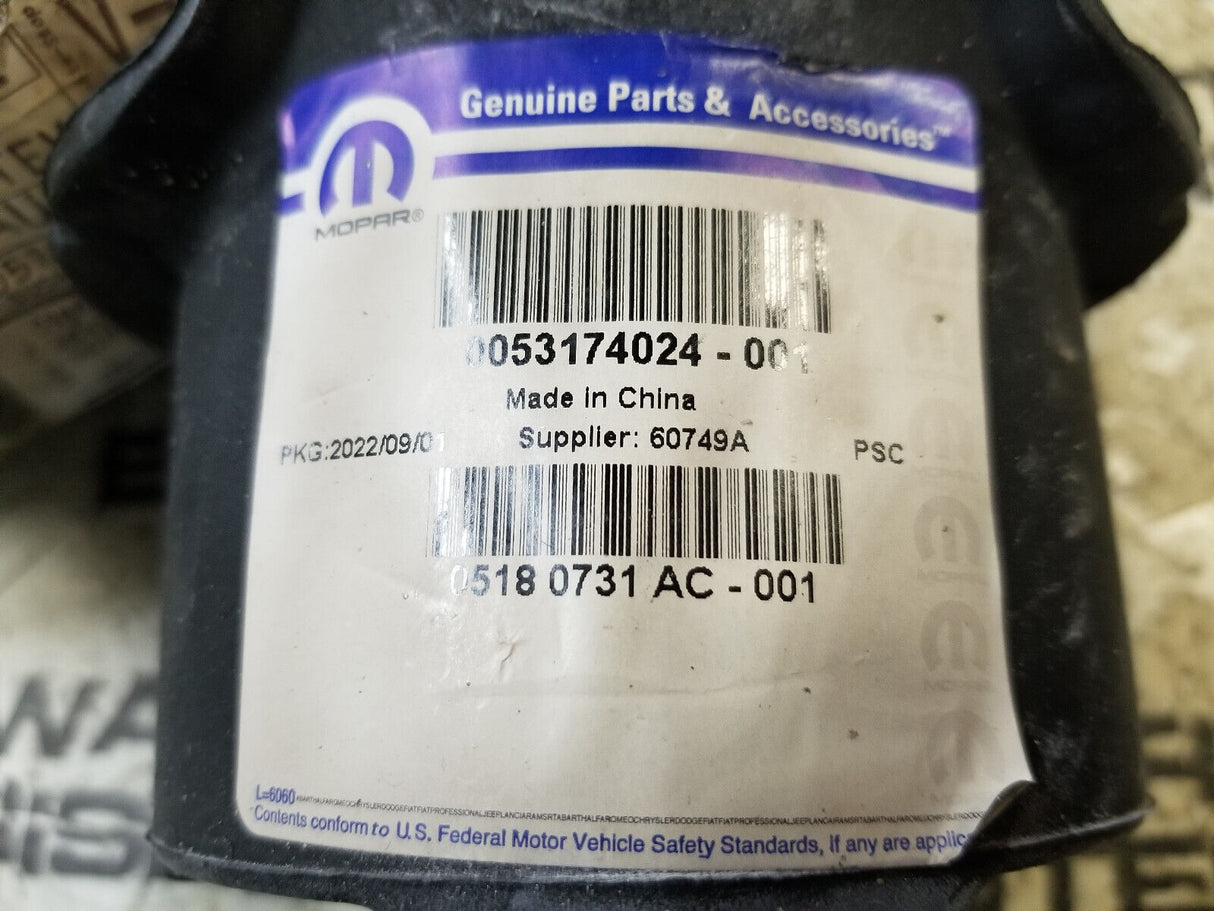 Genuine Parts & Accessories™
MOPAR®
0053174024 - 001
Made in China
PKG:2022/09/01 Supplier: 60749A PSC
0518 0731 AC - 001
L=6060
Contents conform to U.S. Federal Motor Vehicle Safety Standards, If any are applic